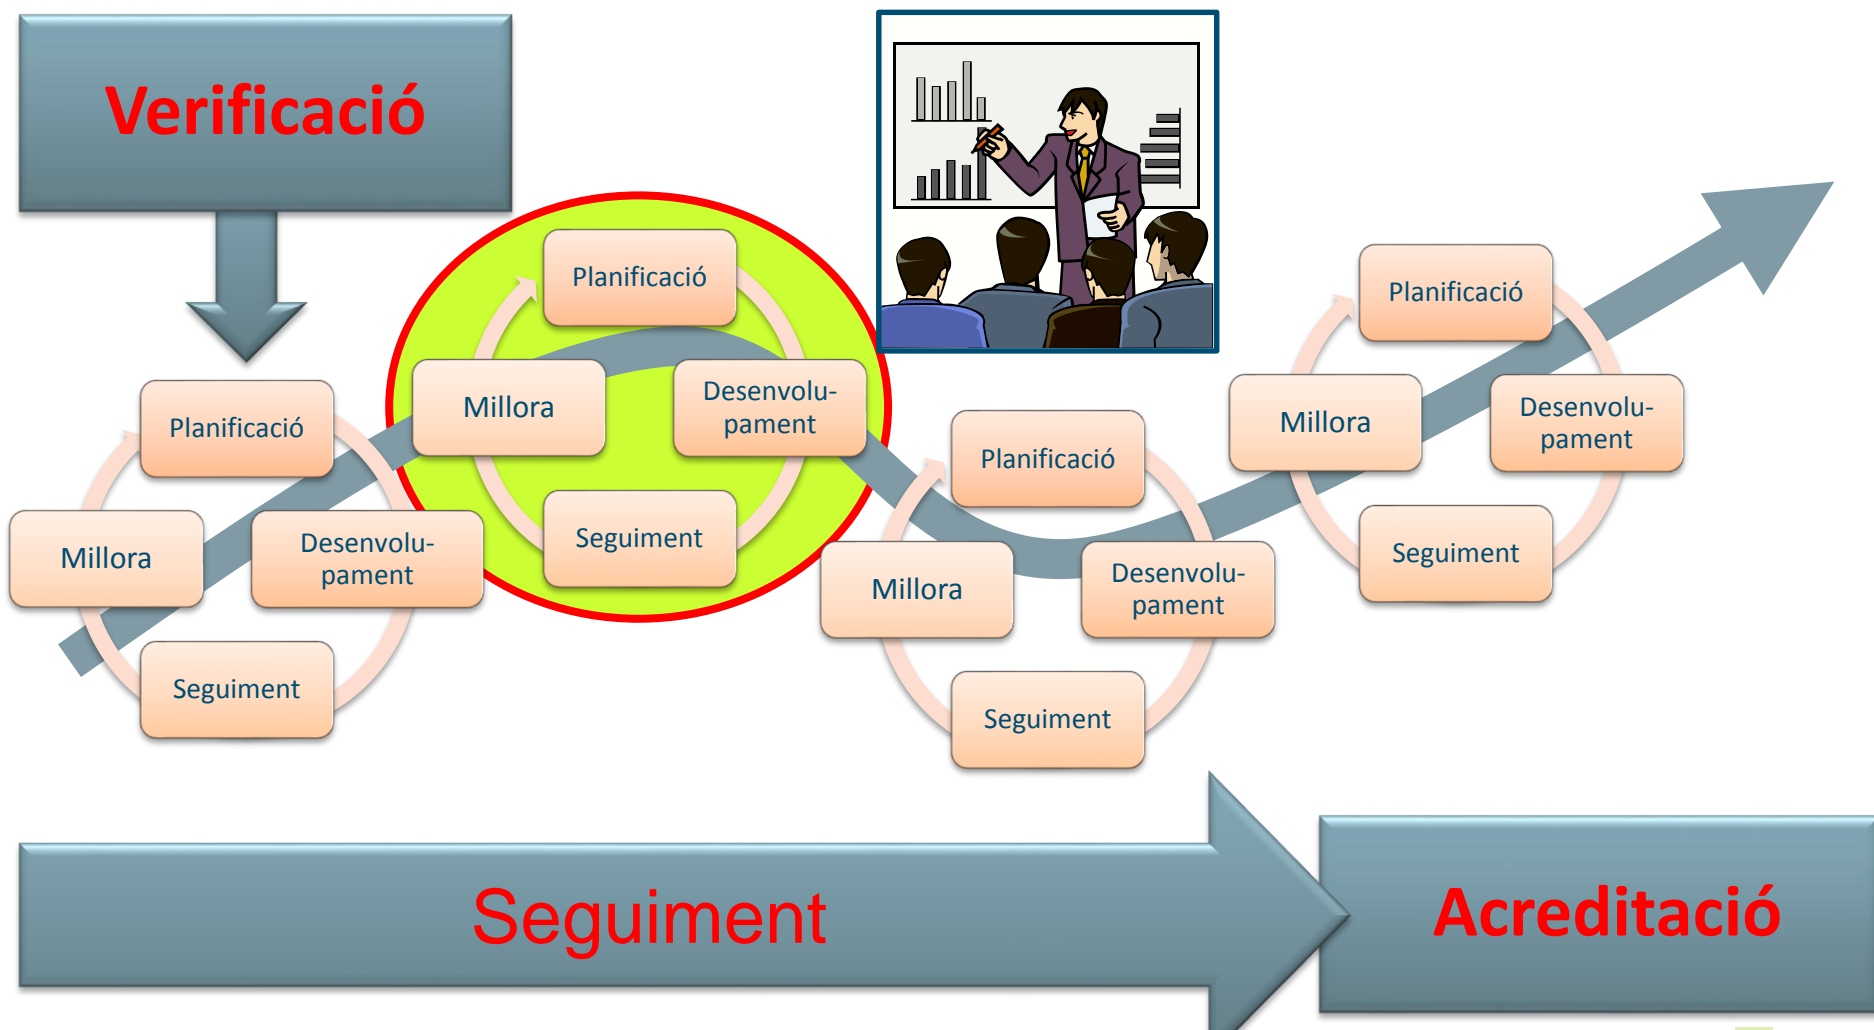 Verificació
Planificació
Desenvolu-
pament
Seguiment
Millora
Planificació
Desenvolu-
pament
Seguiment
Millora
Planificació
Desenvolu-
pament
Seguiment
Millora
Planificació
Desenvolu-
pament
Seguiment
Millora
Seguiment
Acreditació